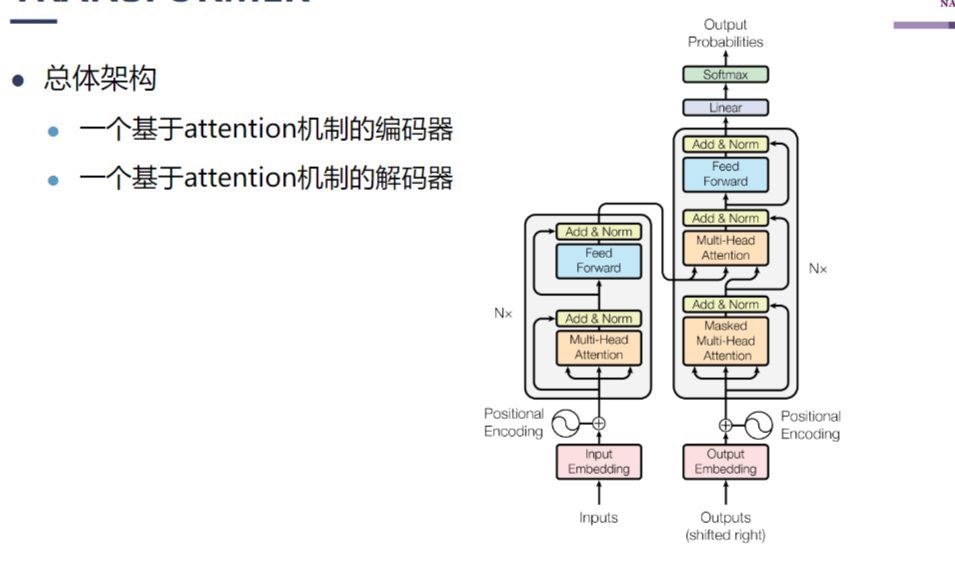 TRANSFORMER
NA
总体架构
一个基于attention机制的编码器
一个基于attention机制的解码器
Output
Probabilities
Softmax
Linear
Add & Norm
Feed
Forward
Add & Norm
Multi-Head
Attention
N×
Add & Norm
Masked
Multi-Head
Attention
Add & Norm
Feed
Forward
Nx
Add & Norm
Multi-Head
Attention
Positional
Encoding
Positional
Encoding
Input
Embedding
Output
Embedding
Inputs
Outputs
(shifted right)